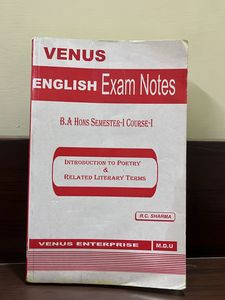 VENUS
ENGLISH Exam Notes
B.A HONS SEMESTER-I COURSE-I
INTRODUCTION TO POETRY
&
RELATED LITERARY TERMS
R.C. SHARMA
VENUS ENTERPRISE M.D.U